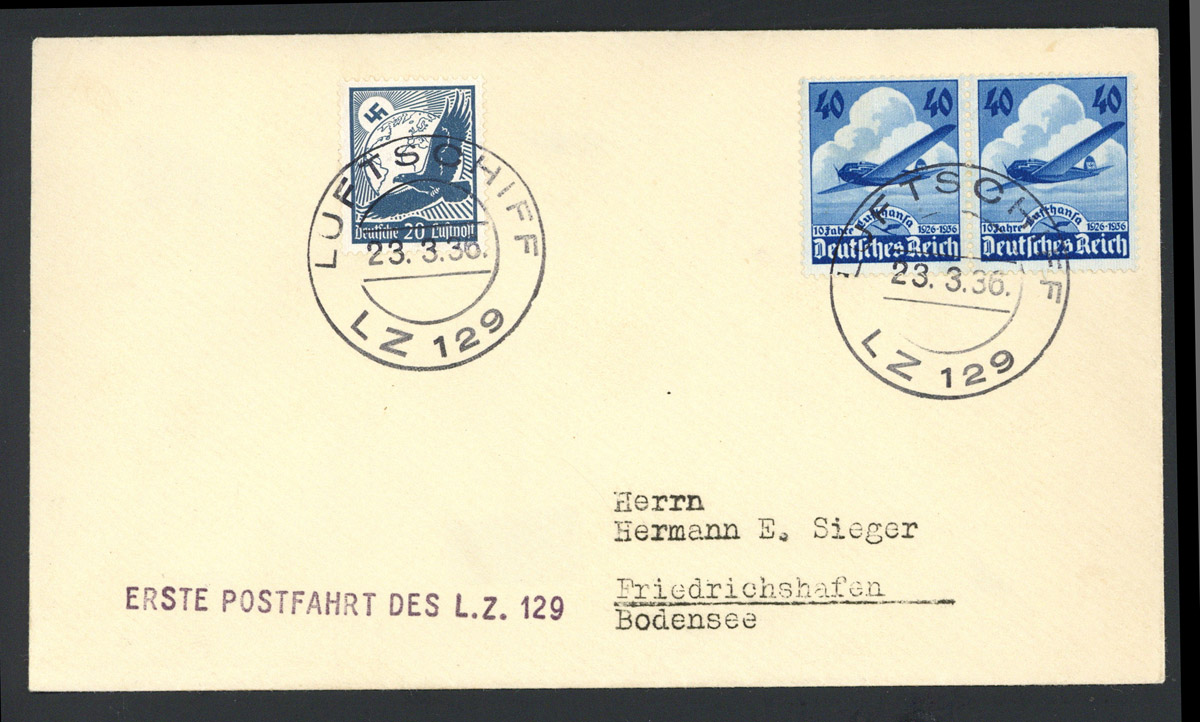 Deutsche 20 Luftpost
LUFTSCHIFF
23. 3.36.
LZ 129
40 40
10 Jahre Lufthansa 1926-1936
Deutsches Reich
40 40
10 Jahre Lufthansa 1926-1936
Deutsches Reich
LUFTSCHIFF
23. 3.36.
LZ 129
Herrn
Hermann E. Sieger
Friedrichshafen
Bodensee
ERSTE POSTFAHRT DES L.Z. 129